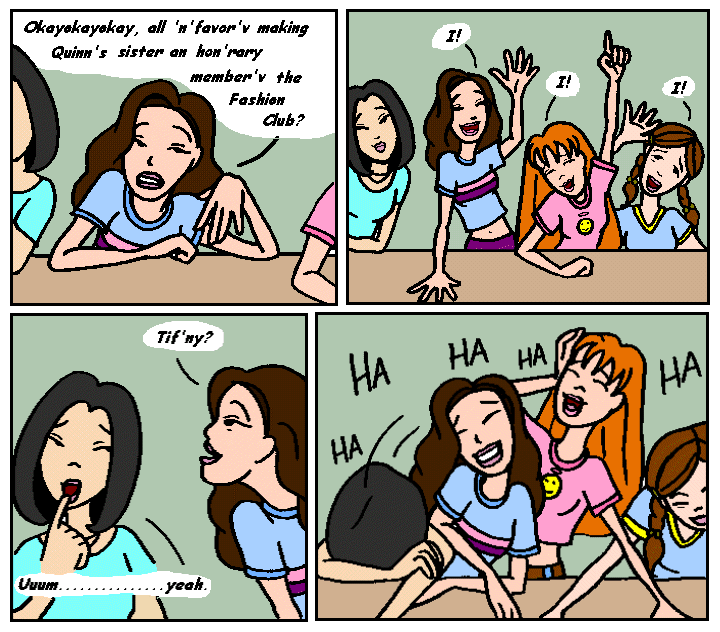 Okayokayokay, all 'n'favor'v making
Quinn's sister an hon'rary
member'v the
Fashion
Club?
I!
I!
I!
Tif'ny?
Uuum..............yeah.
HA
HA
HA
HA
HA